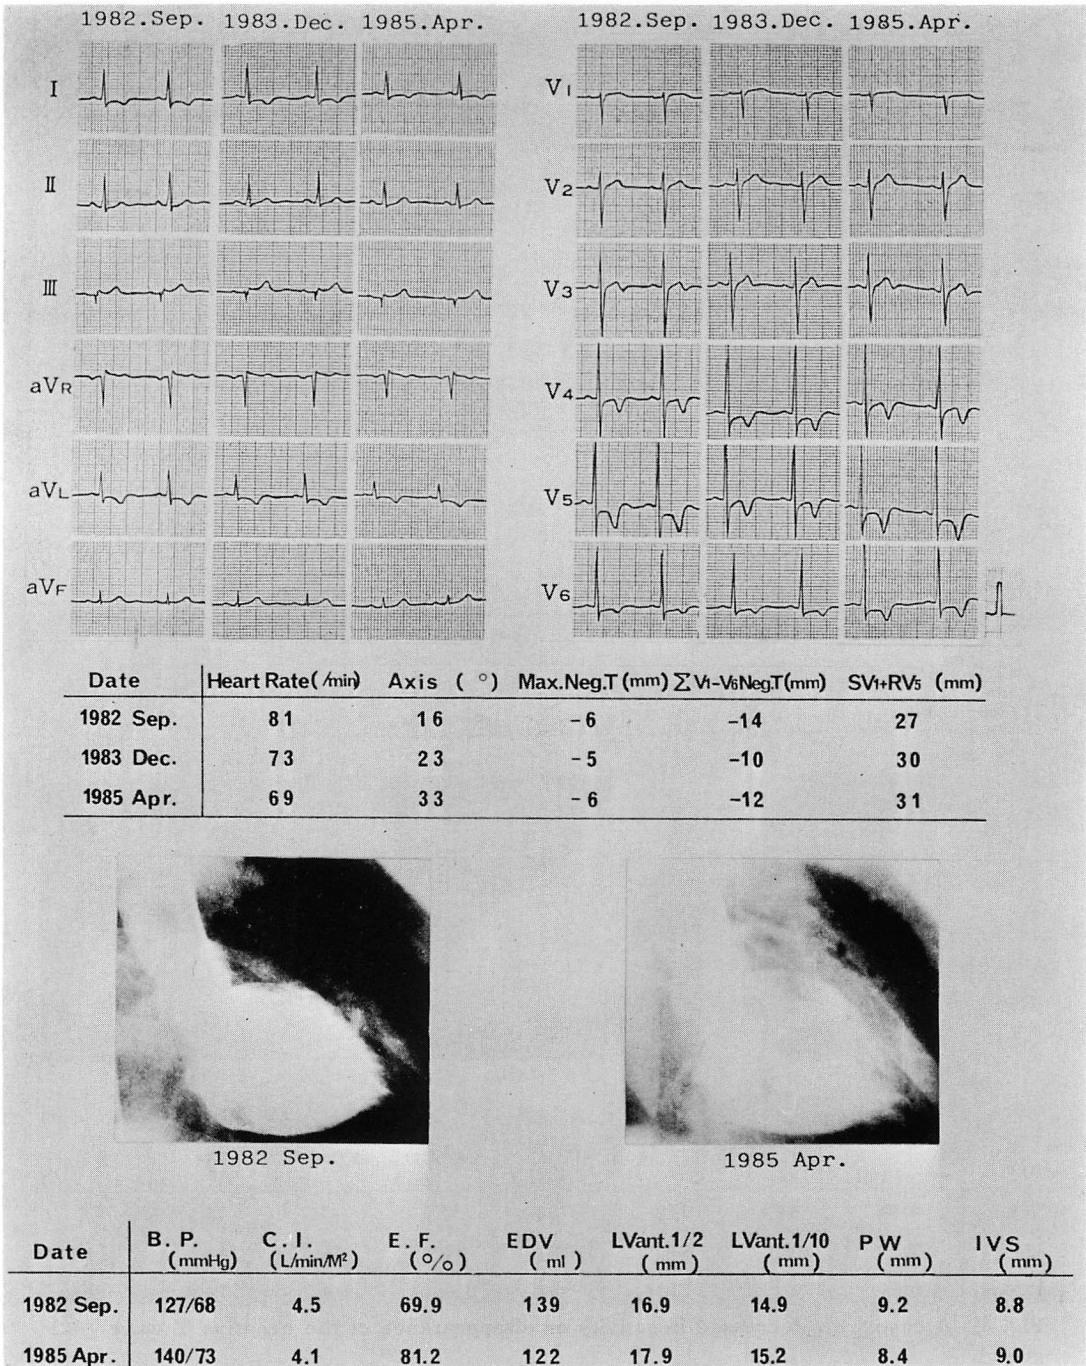 1982.Sep. 1983.Dec. 1985.Apr.
I
II
III
aVR
aVL
aVF
1982.Sep. 1983.Dec. 1985.Apr.
V1
V2
V3
V4
V5
V6
Date Heart Rate(/min) Axis (°) Max.Neg.T (mm) ΣV1-V6Neg.T(mm) SV1+RV5 (mm)
1982 Sep. 81 16 -6 -14 27
1983 Dec. 73 23 -5 -10 30
1985 Apr. 69 33 -6 -12 31
1982 Sep. 1985 Apr.
Date B. P. (mmHg) C. I. (L/min/M²) E. F. (%) EDV (ml) LVant.1/2 (mm) LVant.1/10 (mm) PW (mm) IVS (mm)
1982 Sep. 127/68 4.5 69.9 139 16.9 14.9 9.2 8.8
1985 Apr. 140/73 4.1 81.2 122 17.9 15.2 8.4 9.0